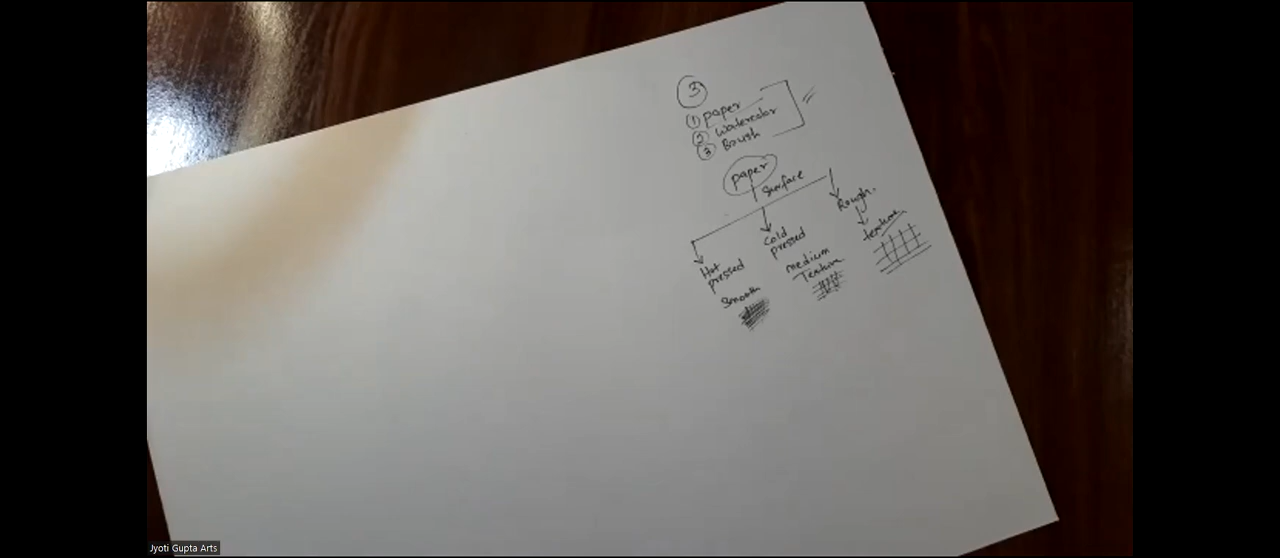 3
① paper
② Watercolor
③ Brush
paper
Surface
Hot
pressed
Smooth
Cold
pressed
medium
Texture
Rough.
texture
Jyoti Gupta Arts